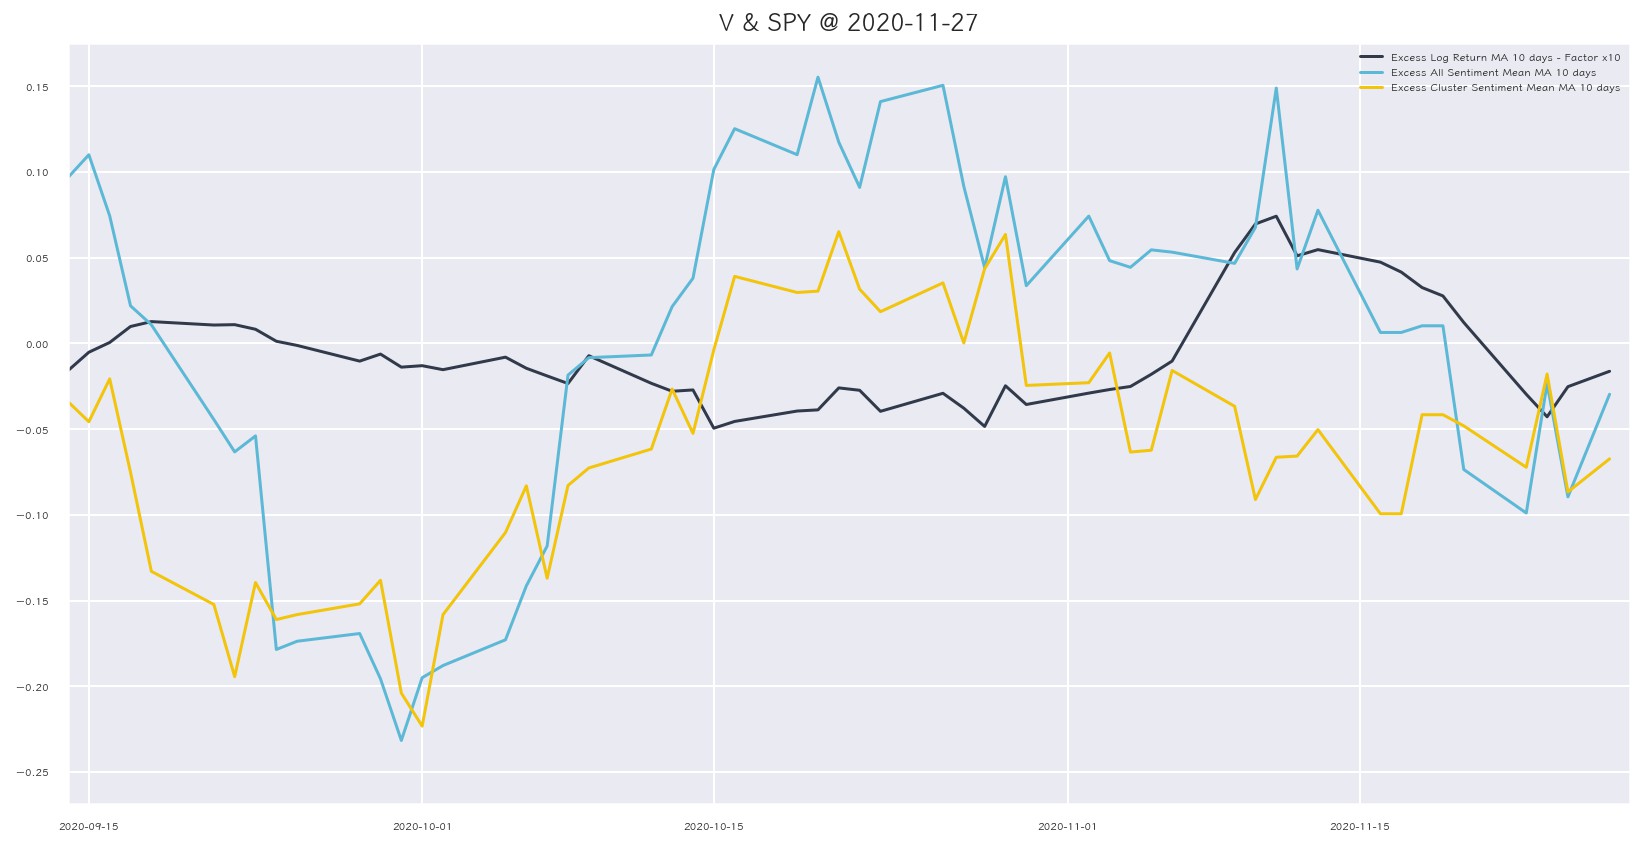 V & SPY @ 2020-11-27
Excess Log Return MA 10 days - Factor x10
Excess All Sentiment Mean MA 10 days
Excess Cluster Sentiment Mean MA 10 days
0.15
0.10
0.05
0.00
−0.05
−0.10
−0.15
−0.20
−0.25
2020-09-15 2020-10-01 2020-10-15 2020-11-01 2020-11-15